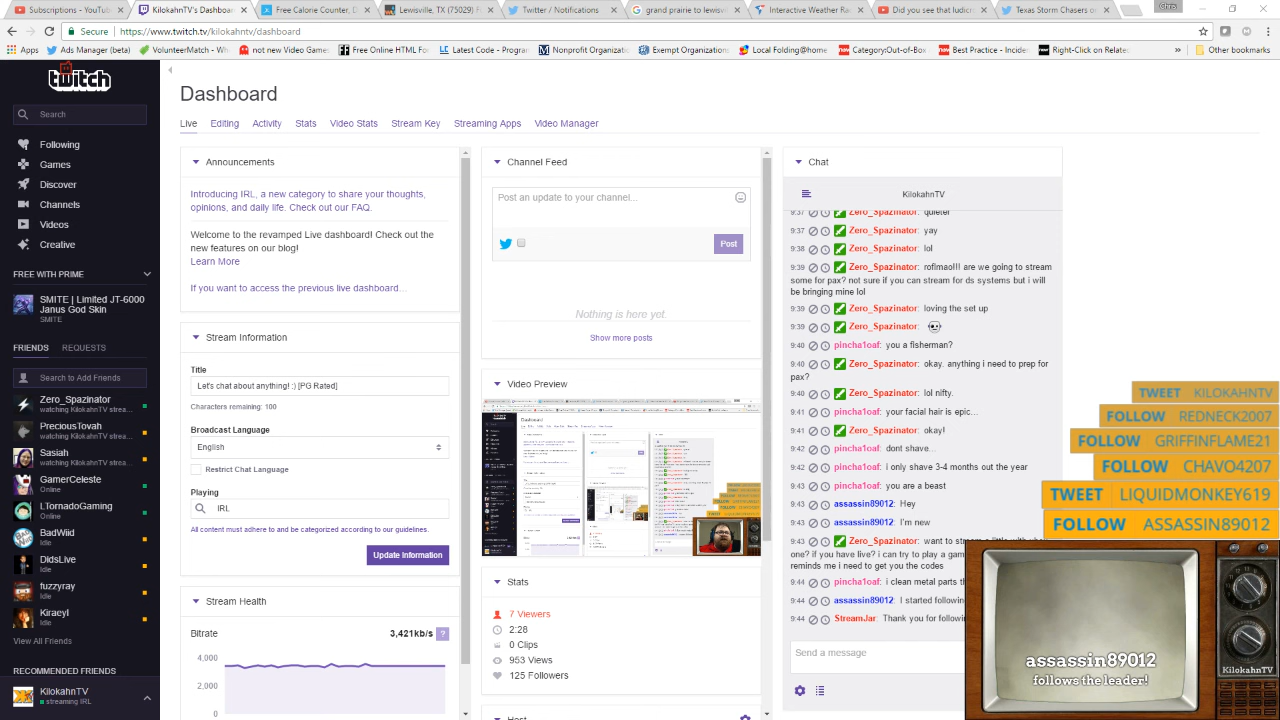 Subscriptions - YouTub
KilokahnTV's Dashboa
Free Calorie Counter, D
Lewisville, TX (75029) F
Twitter / Notifications
grand prairie to lewisv
Interactive Weather Ra
Did you see that ludicr
Texas Storm Chasers or
Chris
Secure
https://www.twitch.tv/kilokahntv/dashboard
Apps
Ads Manager (beta)
VolunteerMatch - Wh
not new Video Games
Free Online HTML For
Latest Code - Progra
Nonprofit Organizatio
Exempt Organizations
Local Folding@home
CategoryOut-of-Box
Best Practice - Inciden
Right-click on Relate
Other bookmarks
twitch
Search
Following
Games
Discover
Channels
Videos
Creative
FREE WITH PRIME
SMITE | Limited JT-6000
Janus God Skin
SMITE
FRIENDS REQUESTS
Search to Add Friends
Zero_Spazinator
watching KilokahnTV strea...
PreciousTovah
watching KilokahnTV strea...
Sasiah
watching KilokahnTV strea...
GamerCeleste
Online
LTornadoGaming
Online
BadWiid
Idle
DidsLive
Idle
fuzzyray
Idle
Kiraeyl
Idle
View All Friends
RECOMMENDED FRIENDS
KilokahnTV
streaming IRL
Dashboard
Live Editing Activity Stats Video Stats Stream Key Streaming Apps Video Manager
Announcements
Introducing IRL, a new category to share your thoughts,
opinions, and daily life. Check out our FAQ.
Welcome to the revamped Live dashboard! Check out the
new features on our blog!
Learn More
If you want to access the previous live dashboard...
Stream Information
Title
Let's chat about anything! :) [PG Rated]
Characters remaining: 100
Broadcast Language
English
Restrict Chat Language
Playing
IRL
All content must adhere to and be categorized according to our guidelines.
Update Information
Stream Health
Bitrate
3,421kb/s
?
4,000
2,000
0
Channel Feed
Post an update to your channel...
Post
Nothing is here yet.
Show more posts
Video Preview
Stats
7 Viewers
2:28
0 Clips
953 Views
125 Followers
Host
Chat
KilokahnTV
9:37 Zero_Spazinator: quieter
9:37 Zero_Spazinator: yay
9:38 Zero_Spazinator: lol
9:39 Zero_Spazinator: roflmao!!! are we going to stream
some for pax? not sure if you can stream for ds systems but i will
be bringing mine lol
9:39 Zero_Spazinator: loving the set up
9:39 Zero_Spazinator:
9:39 pincha1oaf: you a fisherman?
9:40 Zero_Spazinator: okay. anything i need to prep for
pax?
9:40 Zero_Spazinator: lol nifty.
9:41 pincha1oaf: your facial hair is epic...
9:41 pincha1oaf: okay!
9:42 pincha1oaf: dont shave...
9:42 pincha1oaf: i only shave 3-4 months out the year
9:43 pincha1oaf: you are a beast
9:43 assassin89012: Hey
9:43 assassin89012: I'm new
9:43 Zero_Spazinator: want to stream a little with
one? if you have live? i can try to play a gam
reminds me i need to get you the codes
9:44 pincha1oaf: i clean metal parts th
9:44 assassin89012: I started followin
9:44 StreamJar: Thank you for followin
Send a message
TWEET KILOKAHNTV
FOLLOW REDNECK2007
FOLLOW GRIFFNFLAME21
FOLLOW CHAVO4207
TWEET LIQUIDMONKEY619
FOLLOW ASSASSIN89012
assassin89012
follows the leader!
KilokahnTV